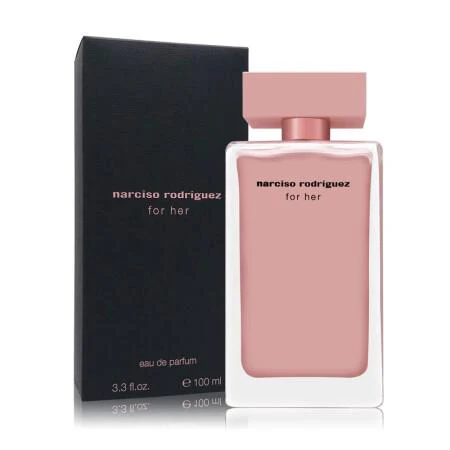 narciso rodriguez
for her
eau de parfum
3.3 fl.oz. ℮ 100 ml
narciso rodriguez
for her